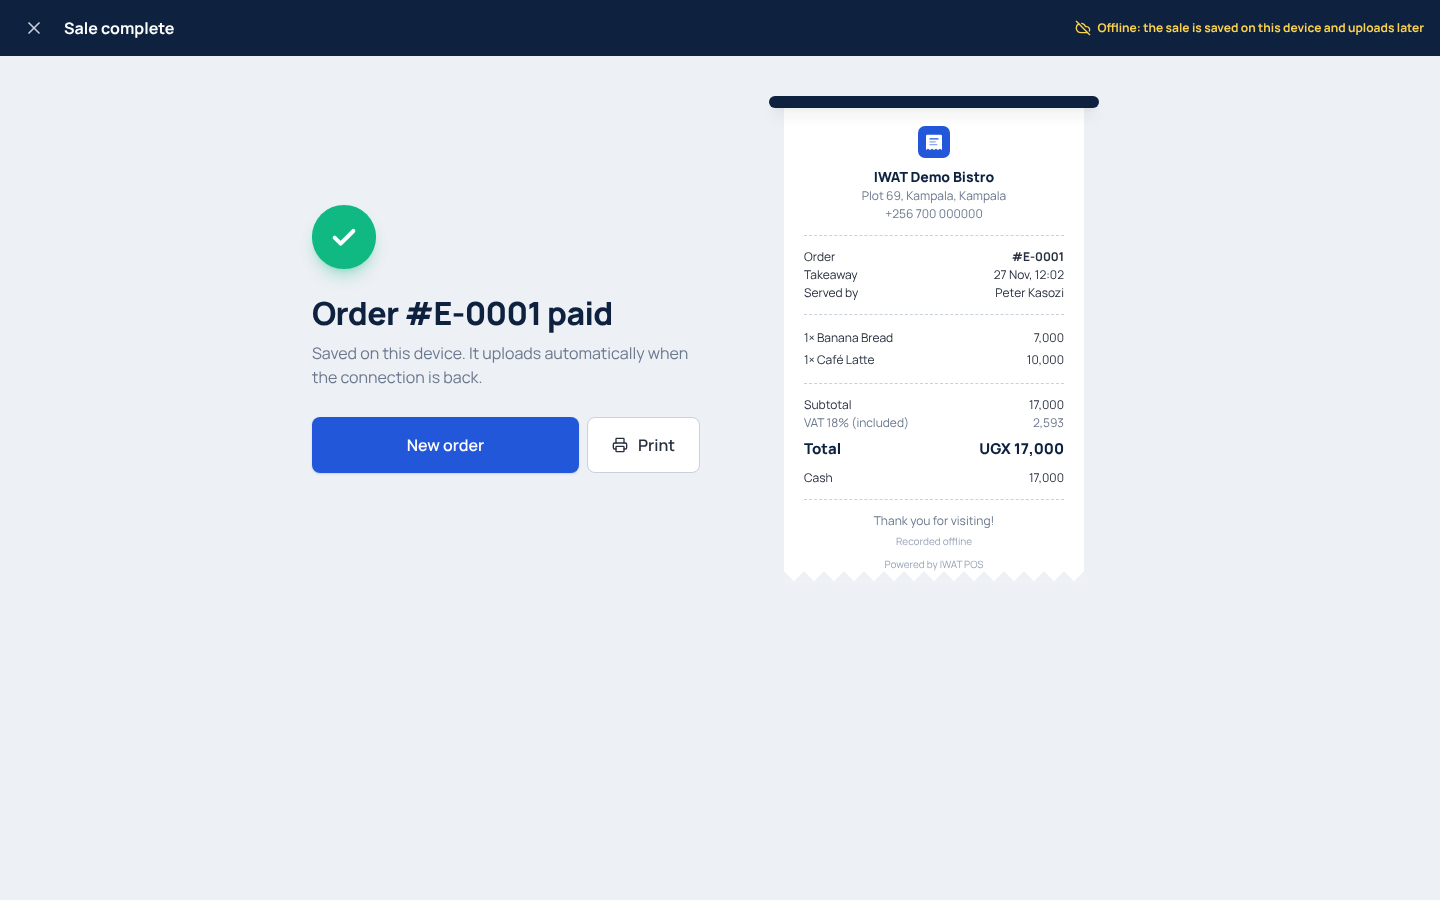 Sale complete
Offline: the sale is saved on this device and uploads later
Order #E-0001 paid
Saved on this device. It uploads automatically when
the connection is back.
New order
Print
IWAT Demo Bistro
Plot 69, Kampala, Kampala
+256 700 000000
Order #E-0001
Takeaway 27 Nov, 12:02
Served by Peter Kasozi
1× Banana Bread 7,000
1× Café Latte 10,000
Subtotal 17,000
VAT 18% (included) 2,593
Total UGX 17,000
Cash 17,000
Thank you for visiting!
Recorded offline
Powered by IWAT POS